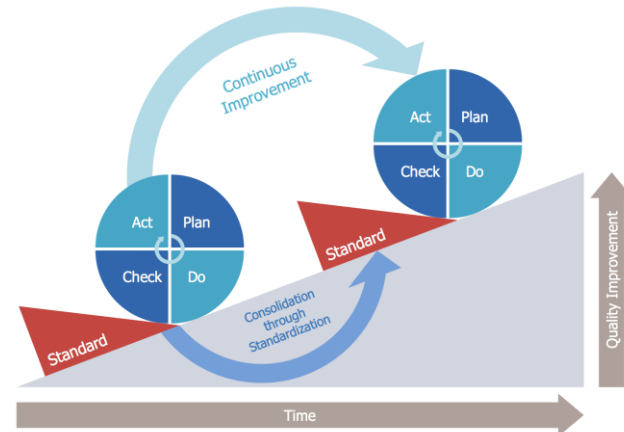 Continuous
Improvement
Act
Plan
Check
Do
Act
Plan
Check
Do
Standard
Standard
Consolidation
through
Standardization
Quality Improvement
Time